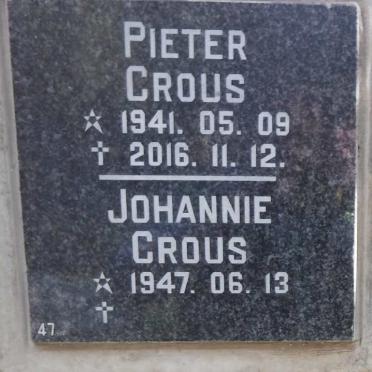 PIETER
CROUS
☆ 1941. 05. 09
✝ 2016. 11. 12.
JOHANNIE
CROUS
☆ 1947. 06. 13
✝
47